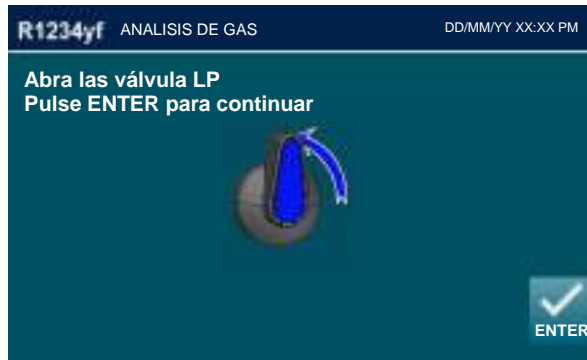 R1234yf ANALISIS DE GAS DD/MM/YY XX:XX PM
Abra las válvula LP
Pulse ENTER para continuar
ENTER